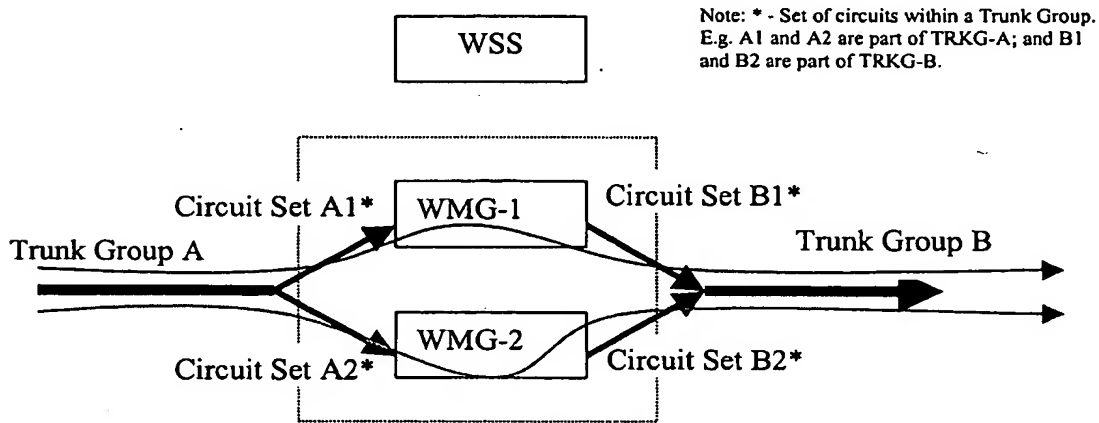 WSS
Note: * - Set of circuits within a Trunk Group.
E.g. A1 and A2 are part of TRKG-A; and B1
and B2 are part of TRKG-B.
Circuit Set A1*
WMG-1
Circuit Set B1*
Trunk Group A
Trunk Group B
WMG-2
Circuit Set A2*
Circuit Set B2*